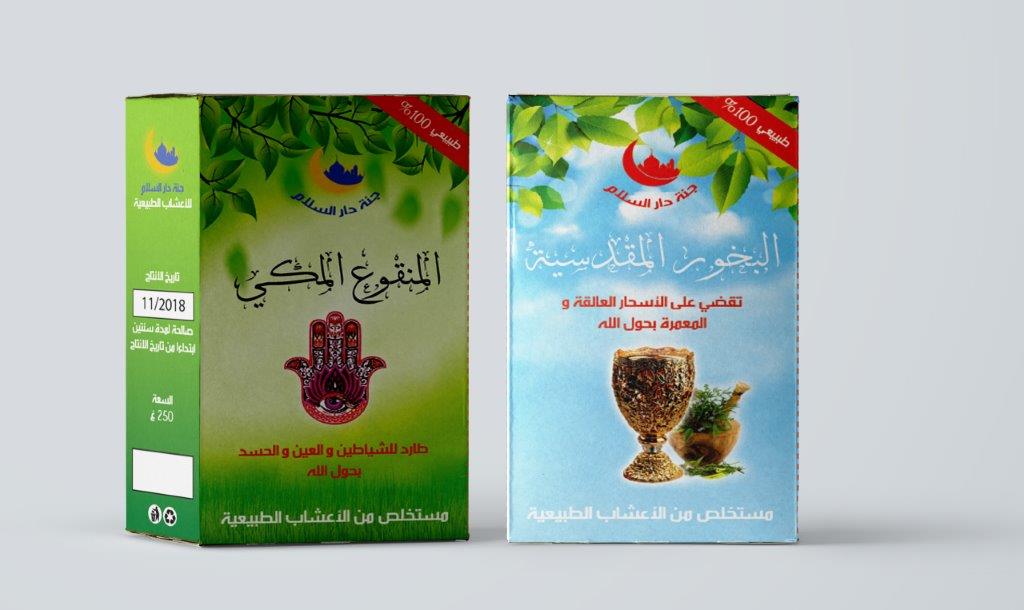 جنة دار السلام
للأعشاب الطبيعية
تاريخ الانتاج
11/2018
صالحة لمدة سنتين
ابتداءا من تاريخ الانتاج
السعة
250 غ
طبيعي 100%
جنة دار السلام
المنقوع المكي
طارد للشياطين و العين و الحسد
بحول الله
مستخلص من الأعشاب الطبيعية
طبيعي 100%
جنة دار السلام
البخور المقدسية
تقضي على الأسحار العالقة و
المعمرة بحول الله
مستخلص من الأعشاب الطبيعية